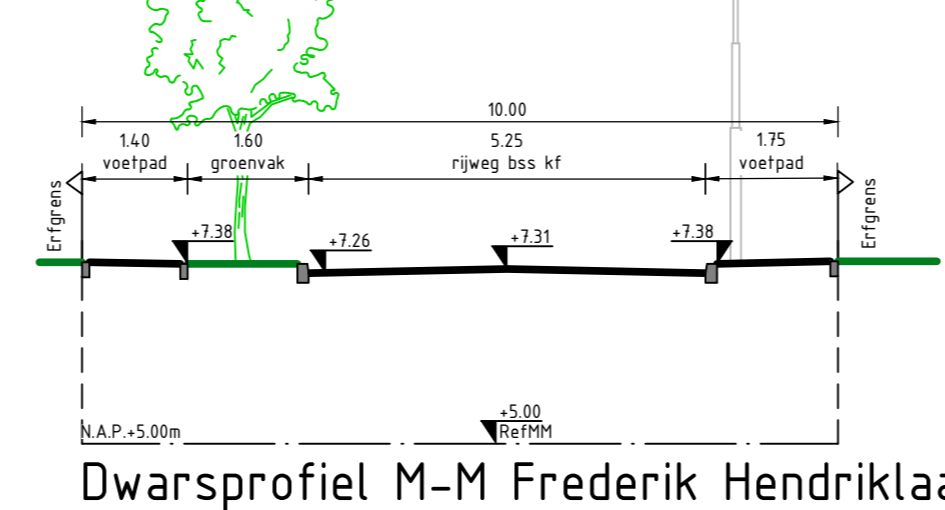 10.00
1.40 1.60 5.25 1.75
voetpad groenvak rijweg bss kf voetpad
Erfgrens Erfgrens
+7.38 +7.26 +7.31 +7.38
+5.00
N.A.P.+5.00m RefMM
Dwarsprofiel M-M Frederik Hendriklaa